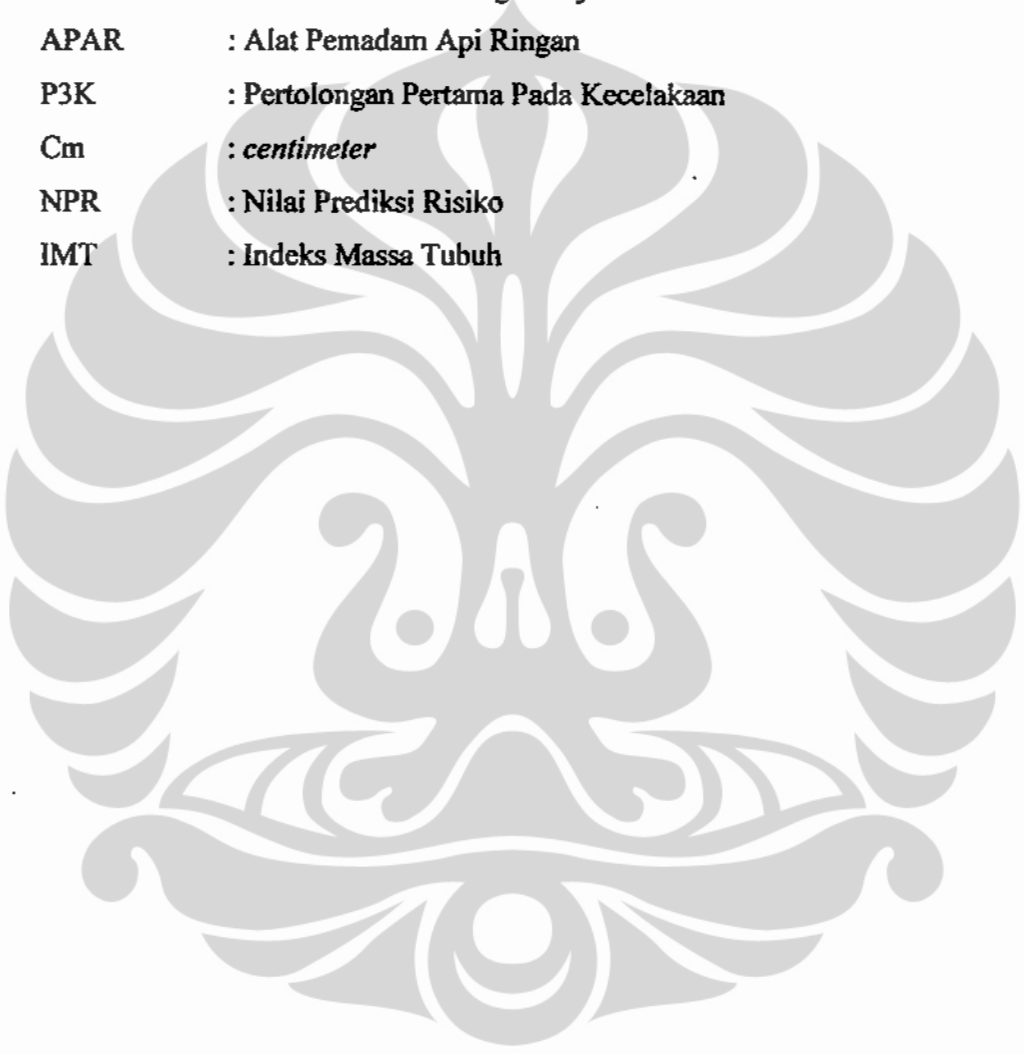 APAR : Alat Pemadam Api Ringan
P3K : Pertolongan Pertama Pada Kecelakaan
Cm : centimeter
NPR : Nilai Prediksi Risiko
IMT : Indeks Massa Tubuh